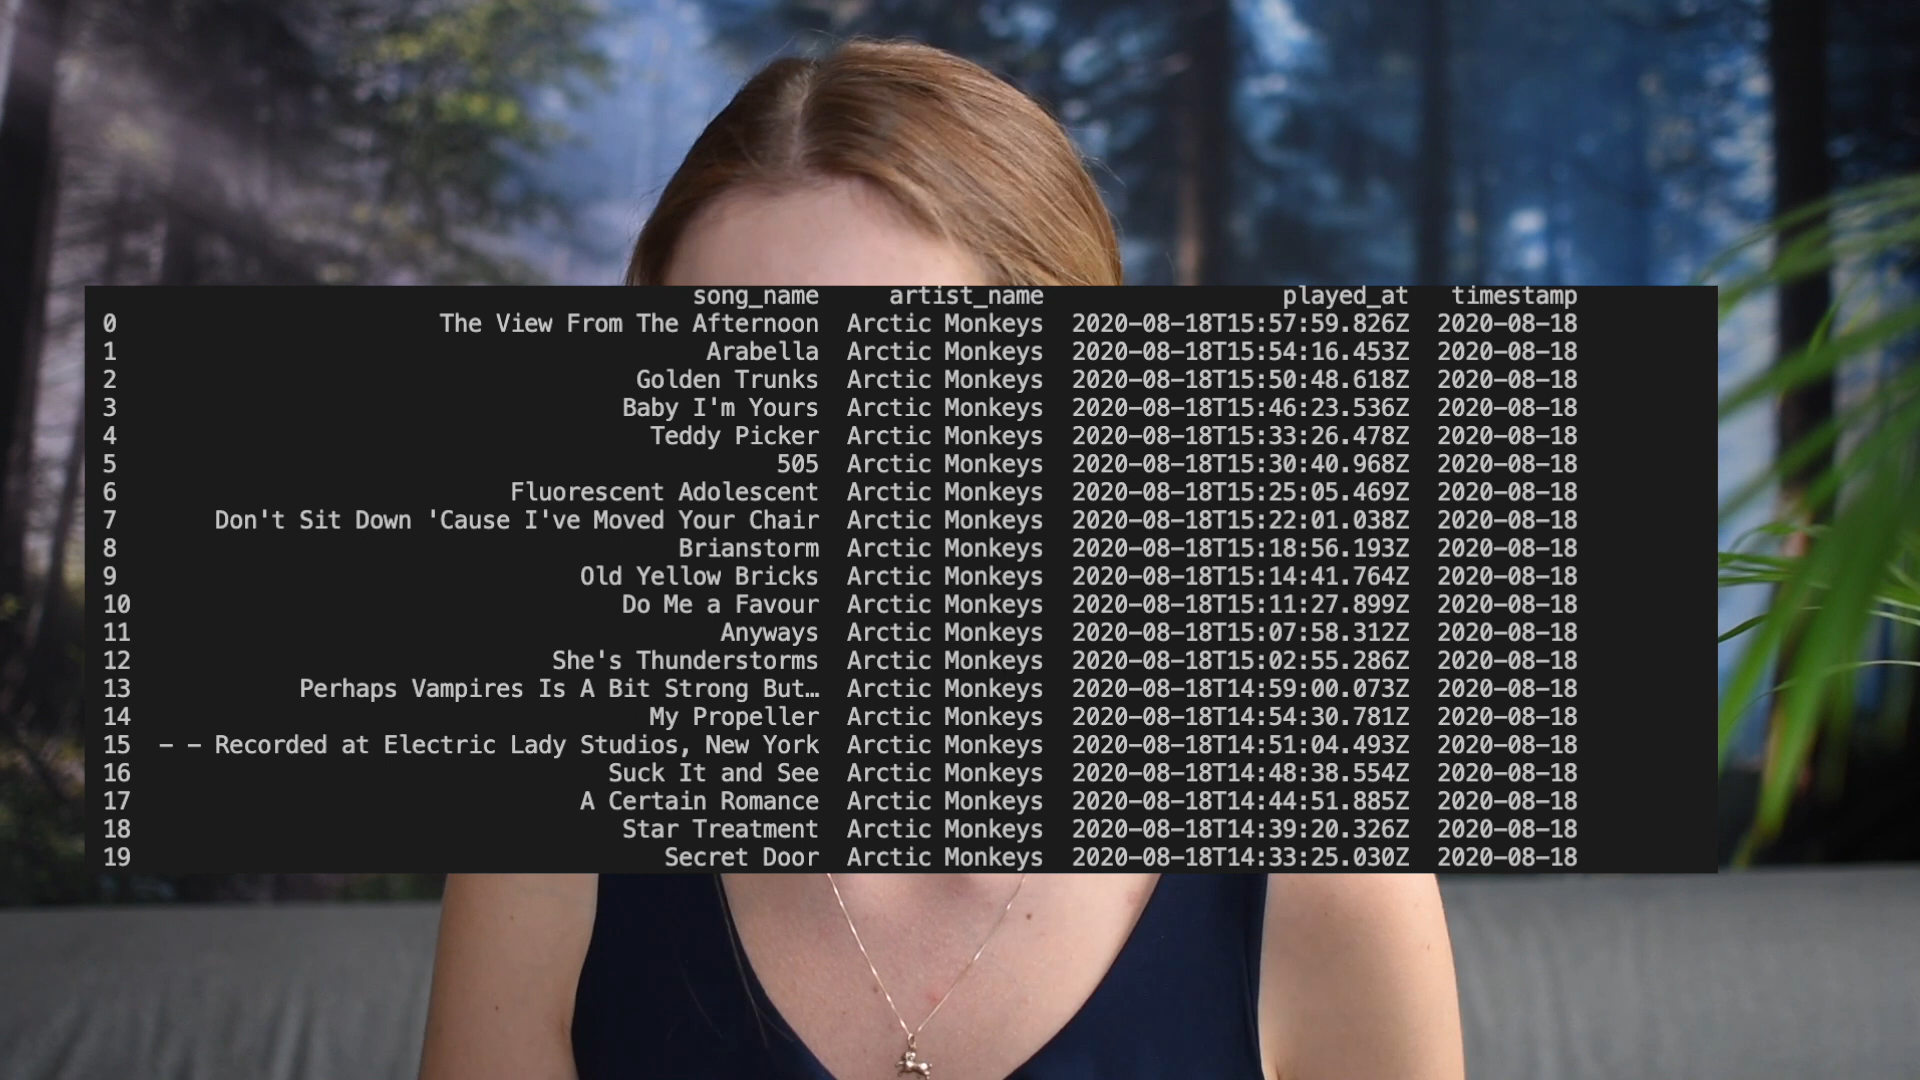 song_name artist_name played_at timestamp
0 The View From The Afternoon Arctic Monkeys 2020-08-18T15:57:59.826Z 2020-08-18
1 Arabella Arctic Monkeys 2020-08-18T15:54:16.453Z 2020-08-18
2 Golden Trunks Arctic Monkeys 2020-08-18T15:50:48.618Z 2020-08-18
3 Baby I'm Yours Arctic Monkeys 2020-08-18T15:46:23.536Z 2020-08-18
4 Teddy Picker Arctic Monkeys 2020-08-18T15:33:26.478Z 2020-08-18
5 505 Arctic Monkeys 2020-08-18T15:30:40.968Z 2020-08-18
6 Fluorescent Adolescent Arctic Monkeys 2020-08-18T15:25:05.469Z 2020-08-18
7 Don't Sit Down 'Cause I've Moved Your Chair Arctic Monkeys 2020-08-18T15:22:01.038Z 2020-08-18
8 Brianstorm Arctic Monkeys 2020-08-18T15:18:56.193Z 2020-08-18
9 Old Yellow Bricks Arctic Monkeys 2020-08-18T15:14:41.764Z 2020-08-18
10 Do Me a Favour Arctic Monkeys 2020-08-18T15:11:27.899Z 2020-08-18
11 Anyways Arctic Monkeys 2020-08-18T15:07:58.312Z 2020-08-18
12 She's Thunderstorms Arctic Monkeys 2020-08-18T15:02:55.286Z 2020-08-18
13 Perhaps Vampires Is A Bit Strong But… Arctic Monkeys 2020-08-18T14:59:00.073Z 2020-08-18
14 My Propeller Arctic Monkeys 2020-08-18T14:54:30.781Z 2020-08-18
15 - - Recorded at Electric Lady Studios, New York Arctic Monkeys 2020-08-18T14:51:04.493Z 2020-08-18
16 Suck It and See Arctic Monkeys 2020-08-18T14:48:38.554Z 2020-08-18
17 A Certain Romance Arctic Monkeys 2020-08-18T14:44:51.885Z 2020-08-18
18 Star Treatment Arctic Monkeys 2020-08-18T14:39:20.326Z 2020-08-18
19 Secret Door Arctic Monkeys 2020-08-18T14:33:25.030Z 2020-08-18